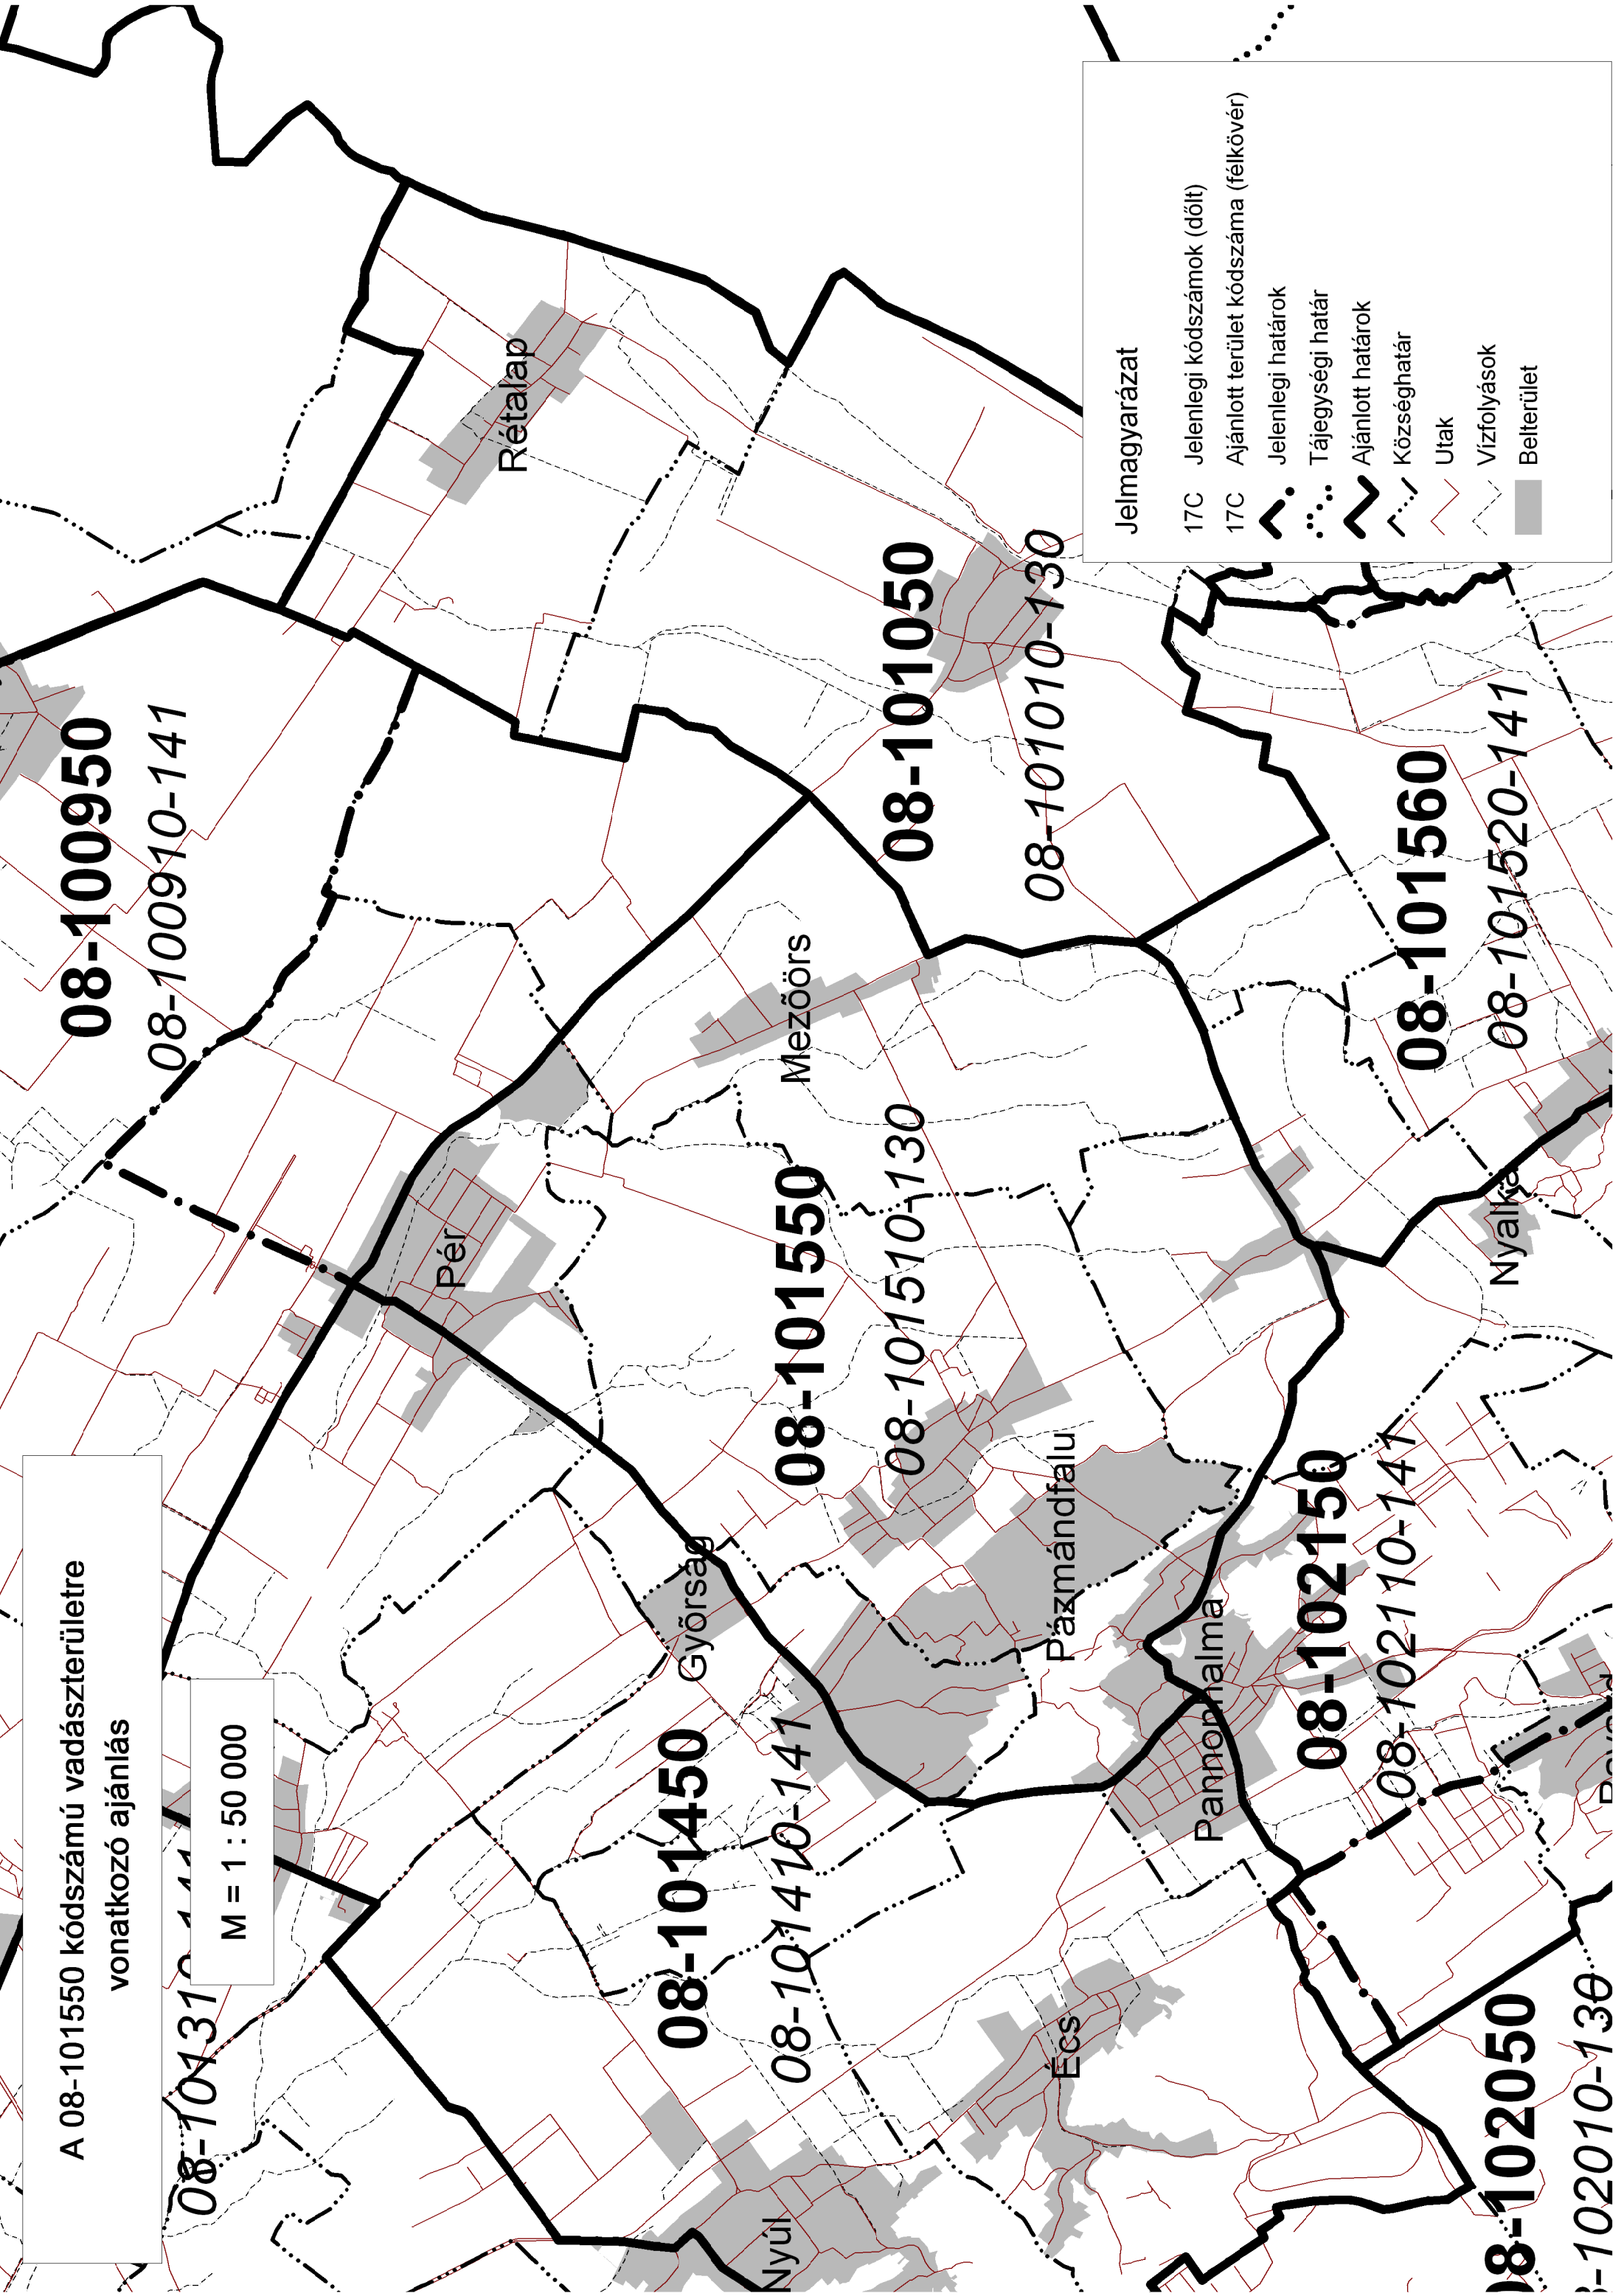 A 08-101550 kódszámú vadászterületre
vonatkozó ajánlás
M = 1 : 50 000
08-100950
08-100910-141
Rétalap
Pér
Mezőörs
08-101050
08-101010-130
08-101550
08-101510-130
Győrság
08-101450
08-101410-141
Pázmándfalu
Pannonhalma
08-101560
08-101520-141
Nyalka
08-102150
08-102110-141
Écs
Nyúl
08-102050
08-102010-130
Jelmagyarázat
17C Jelenlegi kódszámok (dőlt)
17C Ajánlott terület kódszáma (félkövér)
Jelenlegi határok
Tájegységi határ
Ajánlott határok
Községhatár
Utak
Vízfolyások
Belterület